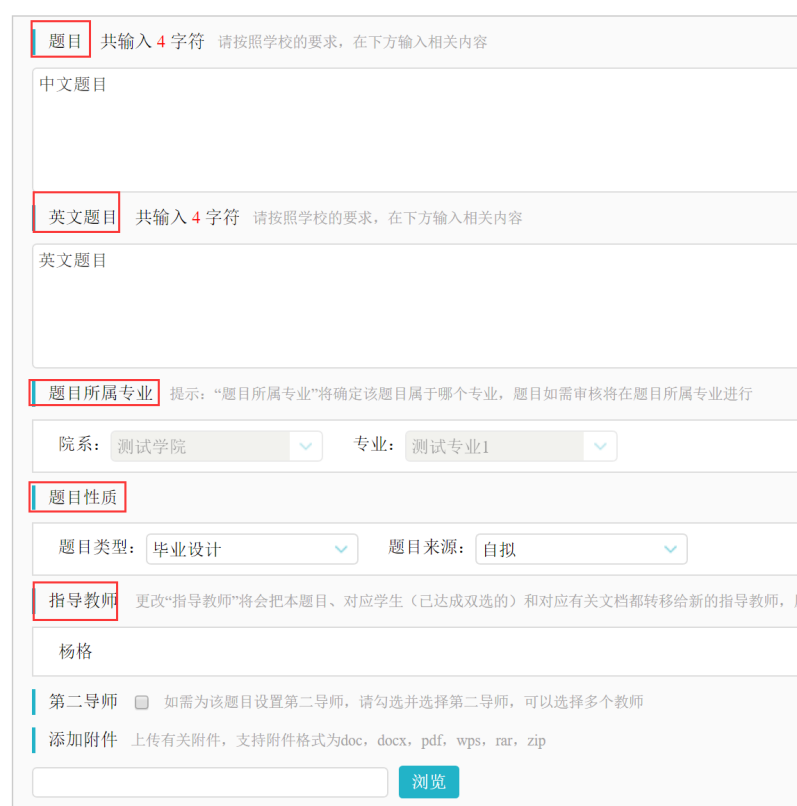 题目 共输入 4 字符 请按照学校的要求，在下方输入相关内容
中文题目
英文题目 共输入 4 字符 请按照学校的要求，在下方输入相关内容
英文题目
题目所属专业 提示：“题目所属专业”将确定该题目属于哪个专业，题目如需审核将在题目所属专业进行
院系： 测试学院 专业： 测试专业1
题目性质
题目类型： 毕业设计 题目来源： 自拟
指导教师 更改“指导教师”将会把本题目、对应学生（已达成双选的）和对应有关文档都转移给新的指导教师，
杨格
第二导师 如需为该题目设置第二导师，请勾选并选择第二导师，可以选择多个教师
添加附件 上传有关附件，支持附件格式为doc，docx，pdf，wps，rar，zip
浏览